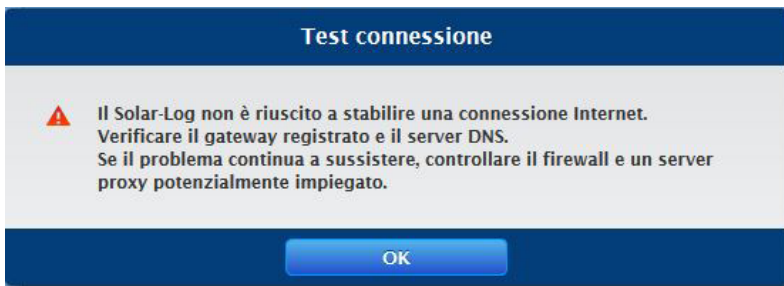 Test connessione
Il Solar-Log non è riuscito a stabilire una connessione Internet.
Verificare il gateway registrato e il server DNS.
Se il problema continua a sussistere, controllare il firewall e un server
proxy potenzialmente impiegato.
OK